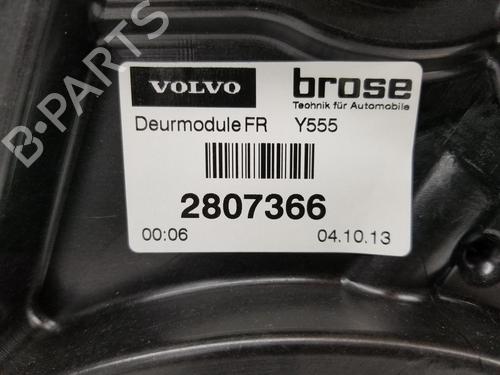 B-PARTS
VOLVO
brose
Technik für Automobile
Deurmodule FR Y555
2807366
00:06 04.10.13